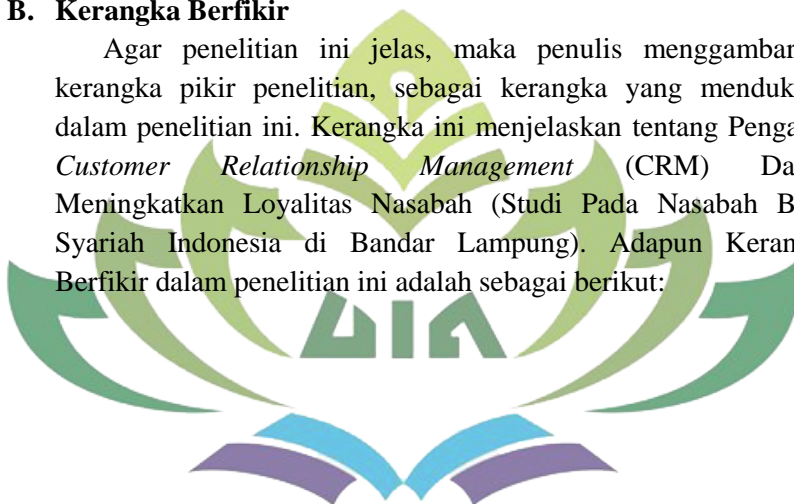 B. Kerangka Berfikir
Agar penelitian ini jelas, maka penulis menggambar
kerangka pikir penelitian, sebagai kerangka yang menduk
dalam penelitian ini. Kerangka ini menjelaskan tentang Penga
Customer Relationship Management (CRM) Da
Meningkatkan Loyalitas Nasabah (Studi Pada Nasabah B
Syariah Indonesia di Bandar Lampung). Adapun Keran
Berfikir dalam penelitian ini adalah sebagai berikut:
UIN